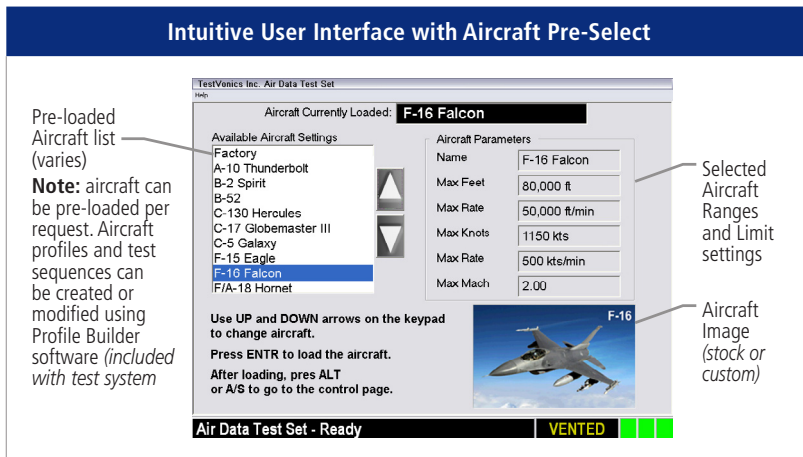 Intuitive User Interface with Aircraft Pre-Select
Pre-loaded
Aircraft list
(varies)
Note: aircraft can
be pre-loaded per
request. Aircraft
profiles and test
sequences can
be created or
modified using
Profile Builder
software (included
with test system
TestVonics Inc. Air Data Test Set
Help
Aircraft Currently Loaded: F-16 Falcon
Available Aircraft Settings
Factory
A-10 Thunderbolt
B-2 Spirit
B-52
C-130 Hercules
C-17 Globemaster III
C-5 Galaxy
F-15 Eagle
F-16 Falcon
F/A-18 Hornet
Aircraft Parameters
Name F-16 Falcon
Max Feet 80,000 ft
Max Rate 50,000 ft/min
Max Knots 1150 kts
Max Rate 500 kts/min
Max Mach 2.00
Use UP and DOWN arrows on the keypad
to change aircraft.
Press ENTR to load the aircraft.
After loading, pres ALT
or A/S to go to the control page.
F-16
Air Data Test Set - Ready VENTED
Selected
Aircraft
Ranges
and Limit
settings
Aircraft
Image
(stock or
custom)